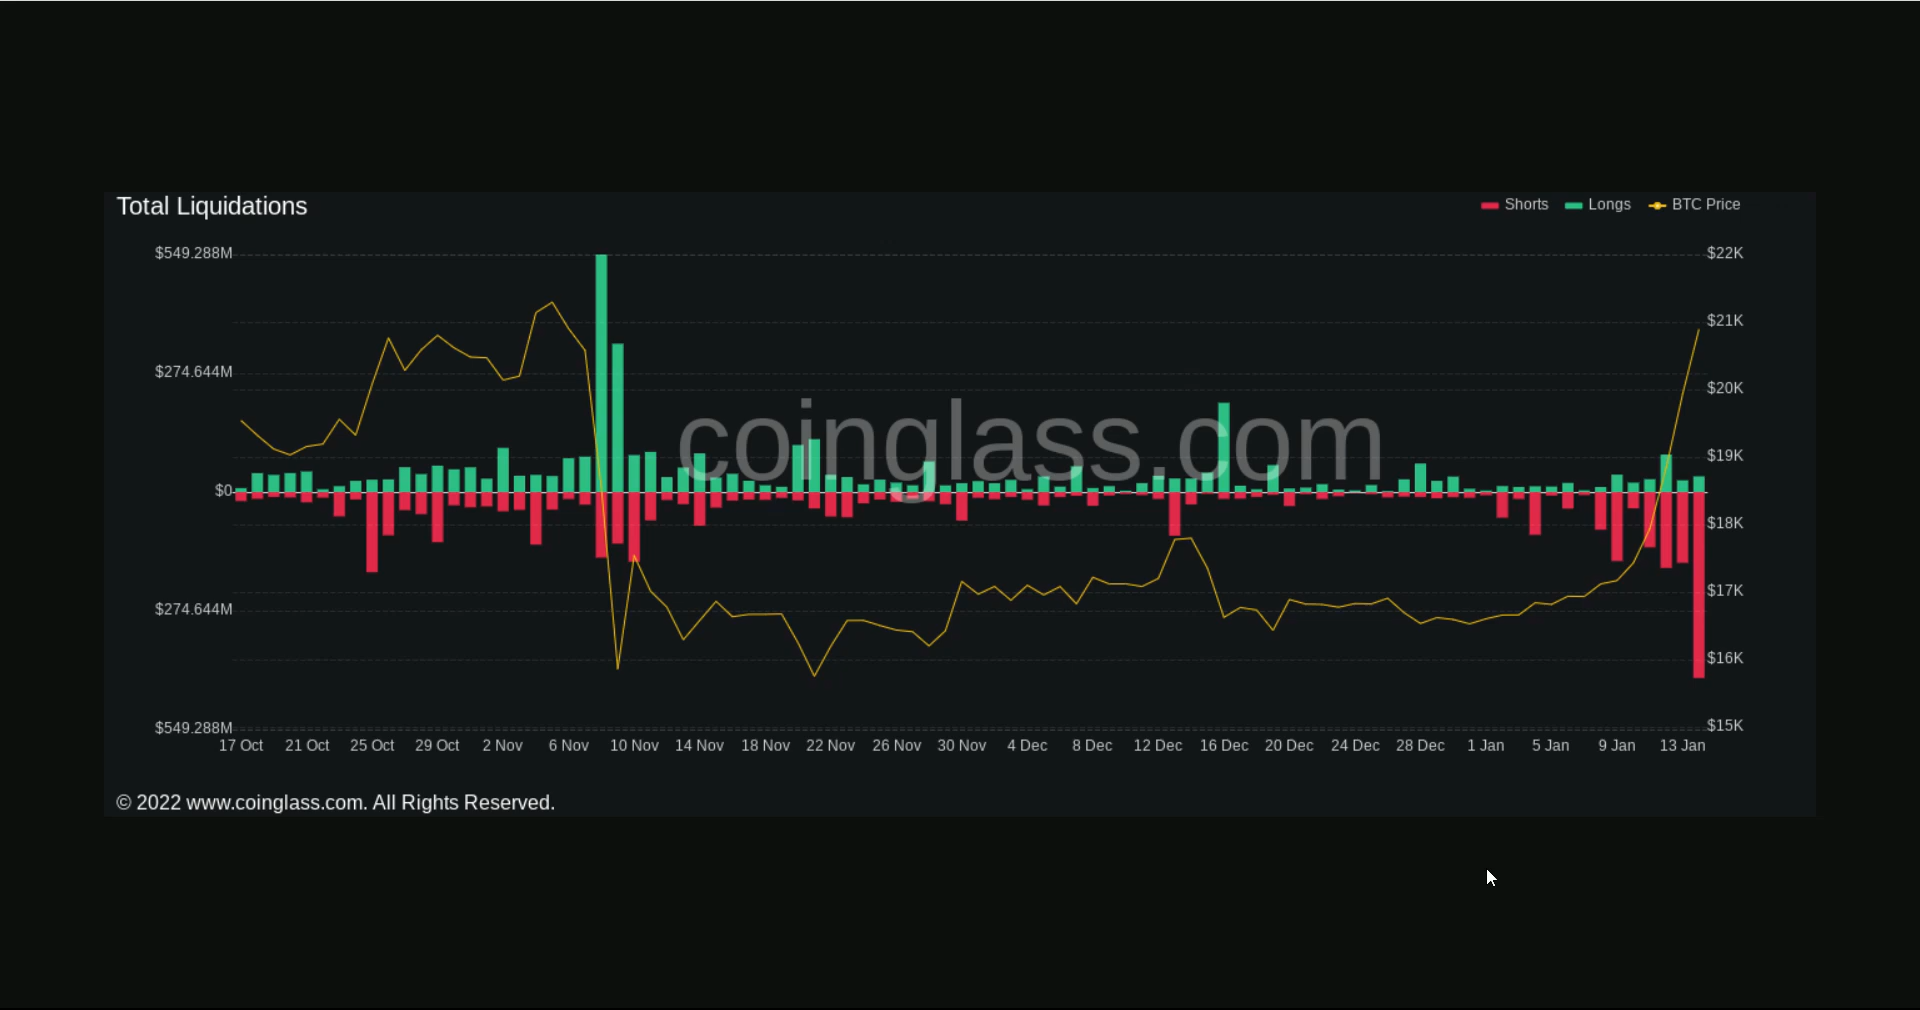 Total Liquidations
Shorts Longs BTC Price
$549.288M
$274.644M
$0
$274.644M
$549.288M
$22K
$21K
$20K
$19K
$18K
$17K
$16K
$15K
coinglass.com
17 Oct 21 Oct 25 Oct 29 Oct 2 Nov 6 Nov 10 Nov 14 Nov 18 Nov 22 Nov 26 Nov 30 Nov 4 Dec 8 Dec 12 Dec 16 Dec 20 Dec 24 Dec 28 Dec 1 Jan 5 Jan 9 Jan 13 Jan
© 2022 www.coinglass.com. All Rights Reserved.